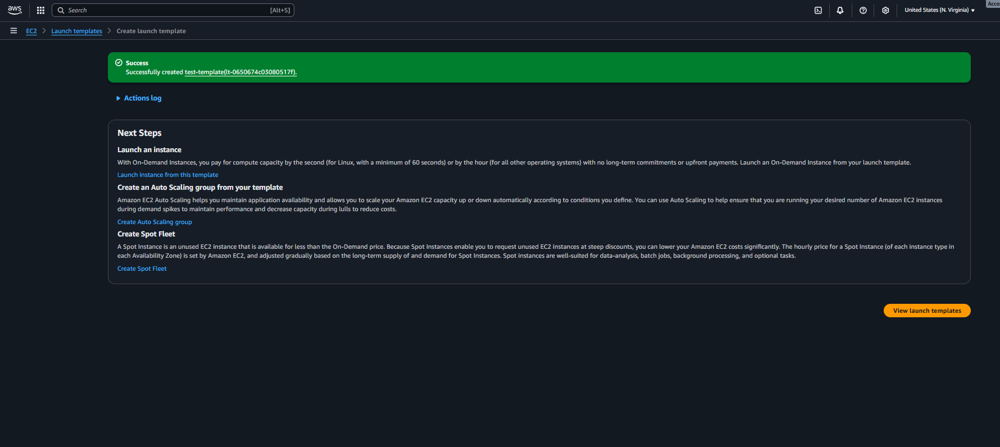 aws
Search [Alt+S]
United States (N. Virginia)
Acco
EC2 Launch templates Create launch template
Success
Successfully created test-template(lt-0650674c03080517f).
Actions log
Next Steps
Launch an instance
With On-Demand Instances, you pay for compute capacity by the second (for Linux, with a minimum of 60 seconds) or by the hour (for all other operating systems) with no long-term commitments or upfront payments. Launch an On-Demand Instance from your launch template.
Launch instance from this template
Create an Auto Scaling group from your template
Amazon EC2 Auto Scaling helps you maintain application availability and allows you to scale your Amazon EC2 capacity up or down automatically according to conditions you define. You can use Auto Scaling to help ensure that you are running your desired number of Amazon EC2 instances
during demand spikes to maintain performance and decrease capacity during lulls to reduce costs.
Create Auto Scaling group
Create Spot Fleet
A Spot Instance is an unused EC2 instance that is available for less than the On-Demand price. Because Spot Instances enable you to request unused EC2 instances at steep discounts, you can lower your Amazon EC2 costs significantly. The hourly price for a Spot Instance (of each instance type in
each Availability Zone) is set by Amazon EC2, and adjusted gradually based on the long-term supply of and demand for Spot Instances. Spot instances are well-suited for data-analysis, batch jobs, background processing, and optional tasks.
Create Spot Fleet
View launch templates